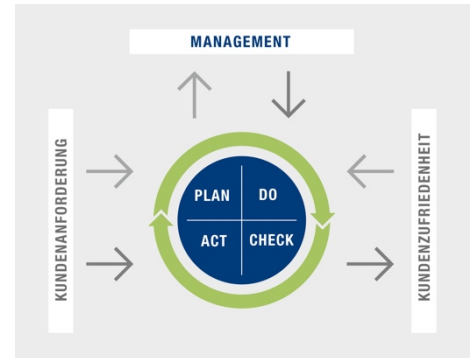 MANAGEMENT
KUNDENANFORDERUNG
PLAN
DO
ACT
CHECK
KUNDENZUFRIEDENHEIT